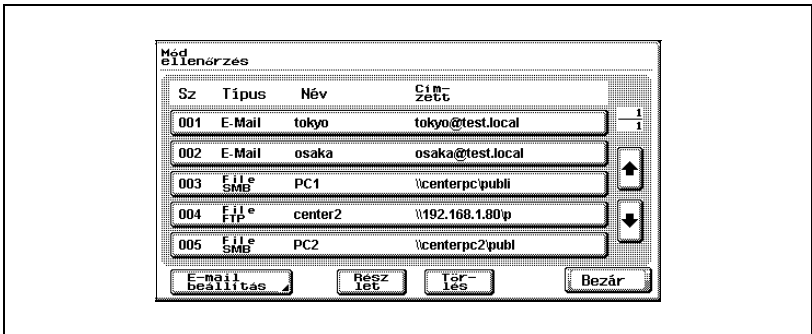 Mód
ellenőrzés
Sz Típus Név Cím-
zett
001 E-Mail tokyo tokyo@test.local
1
1
002 E-Mail osaka osaka@test.local
003 File
SMB PC1 \\centerpc\publi
004 File
FTP center2 \\192.168.1.80\p
005 File
SMB PC2 \\centerpc2\publ
E-mail
beállítás
Rész
let
Tör-
lés
Bezár